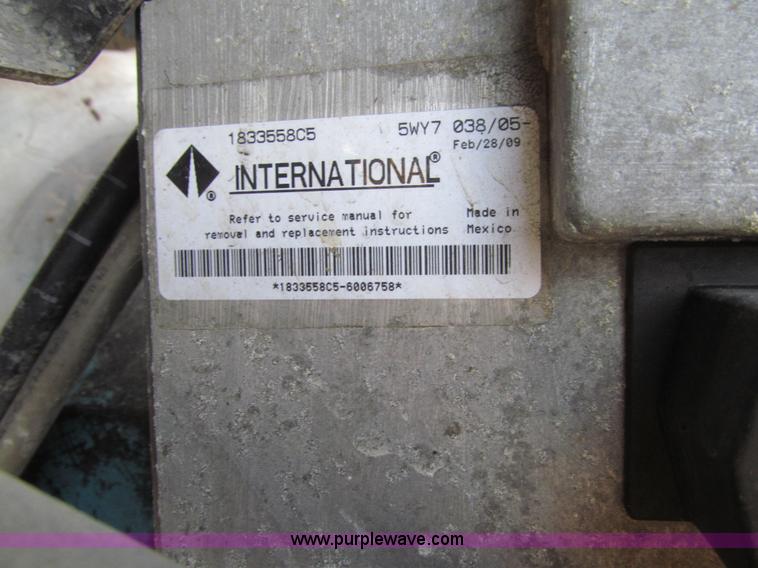 1833558C5 5WY7 038/05-
Feb/28/09
INTERNATIONAL®
®
Refer to service manual for Made in
removal and replacement instructions Mexico
*1833558C5-6006758*
www.purplewave.com